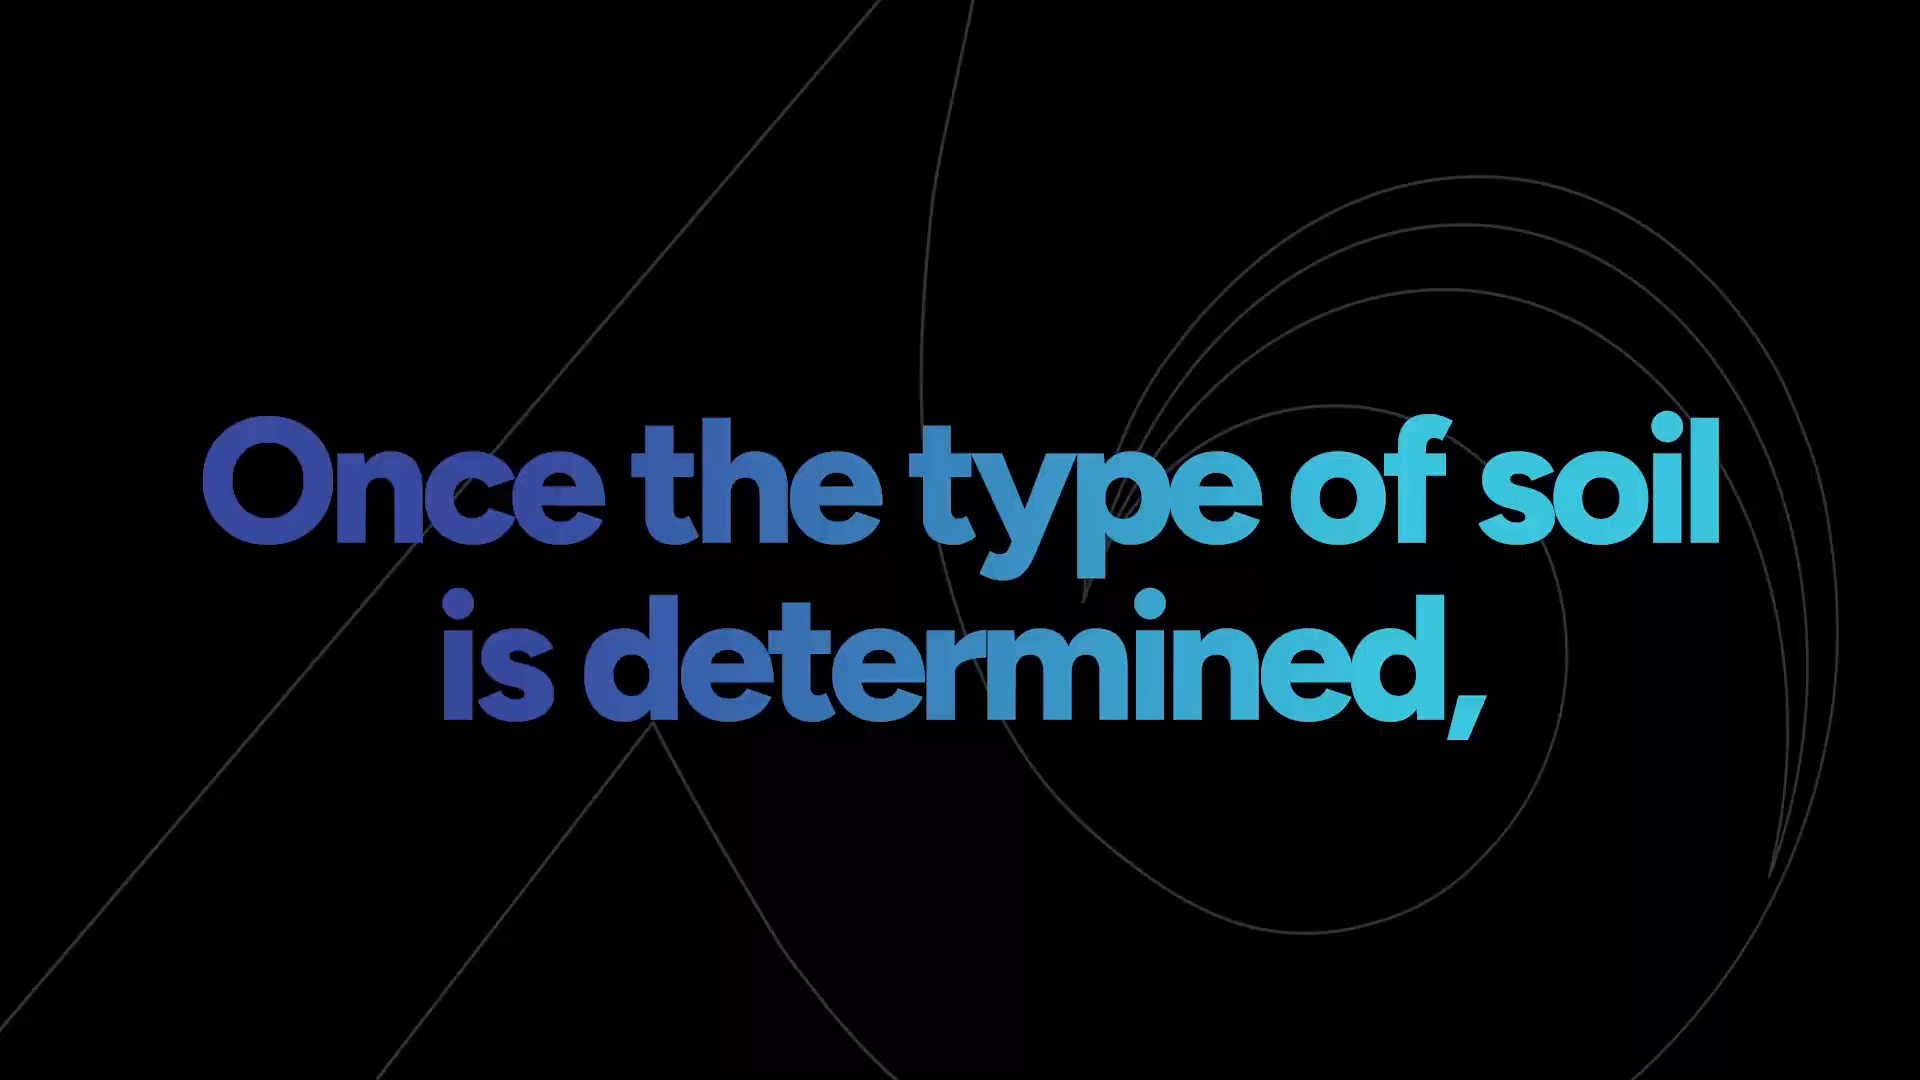 Once the type of soil
is determined,